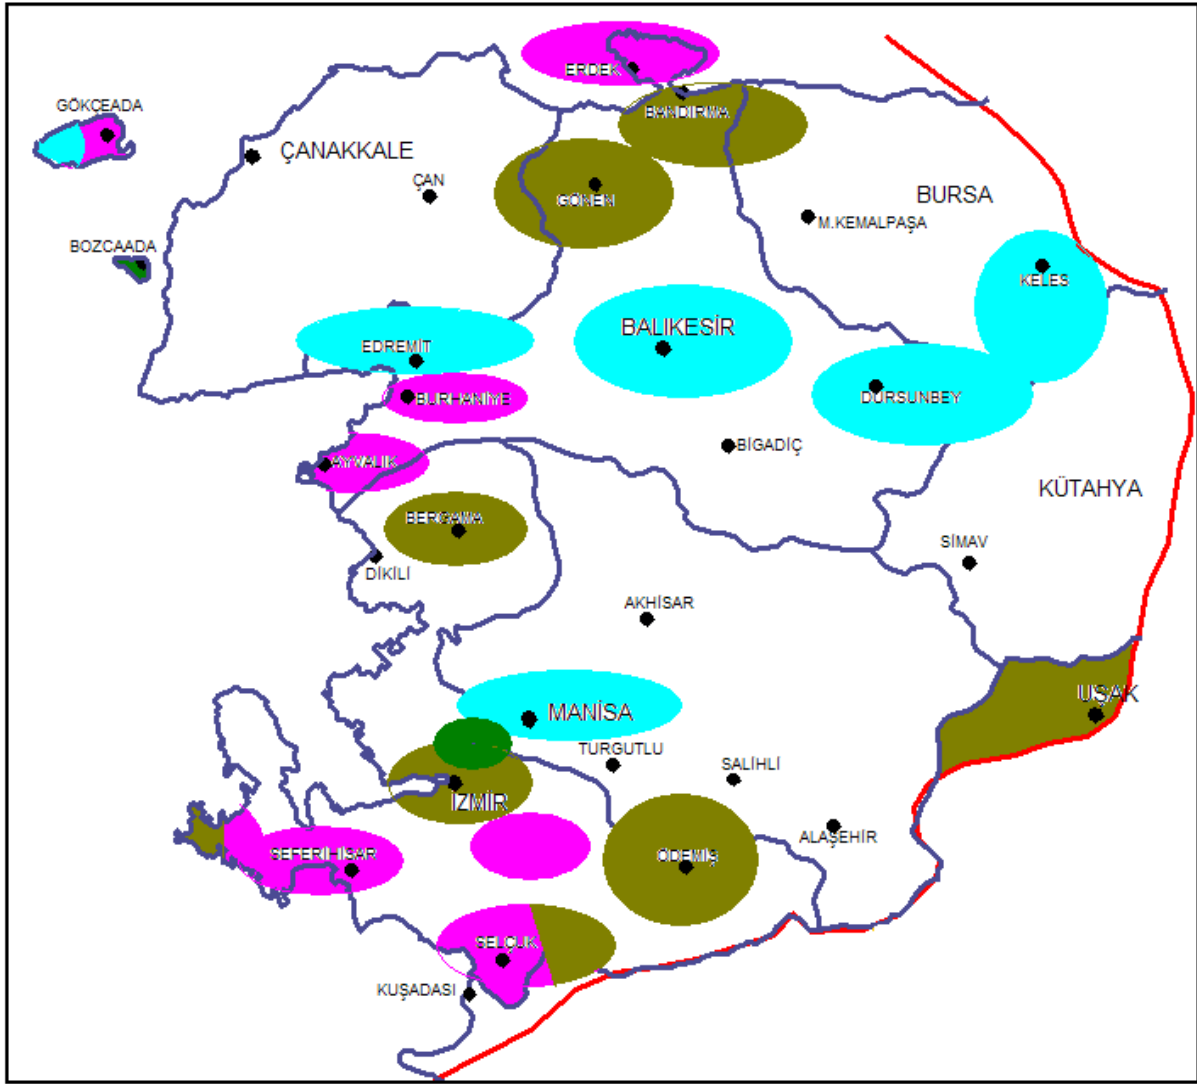 ERDEK
GÖKÇEADA
BANDIRMA
ÇANAKKALE
ÇAN
GÖNEN
BURSA
M.KEMALPAŞA
BOZCAADA
KELES
BALIKESİR
EDREMİT
BURHANİYE
DURSUNBEY
BİGADİÇ
AYVALIK
KÜTAHYA
BERGAMA
SİMAV
DİKİLİ
AKHİSAR
UŞAK
MANİSA
TURGUTLU
SALİHLİ
İZMİR
ALAŞEHİR
SEFERİHİSAR
ÖDEMİŞ
SELÇUK
KUŞADASI